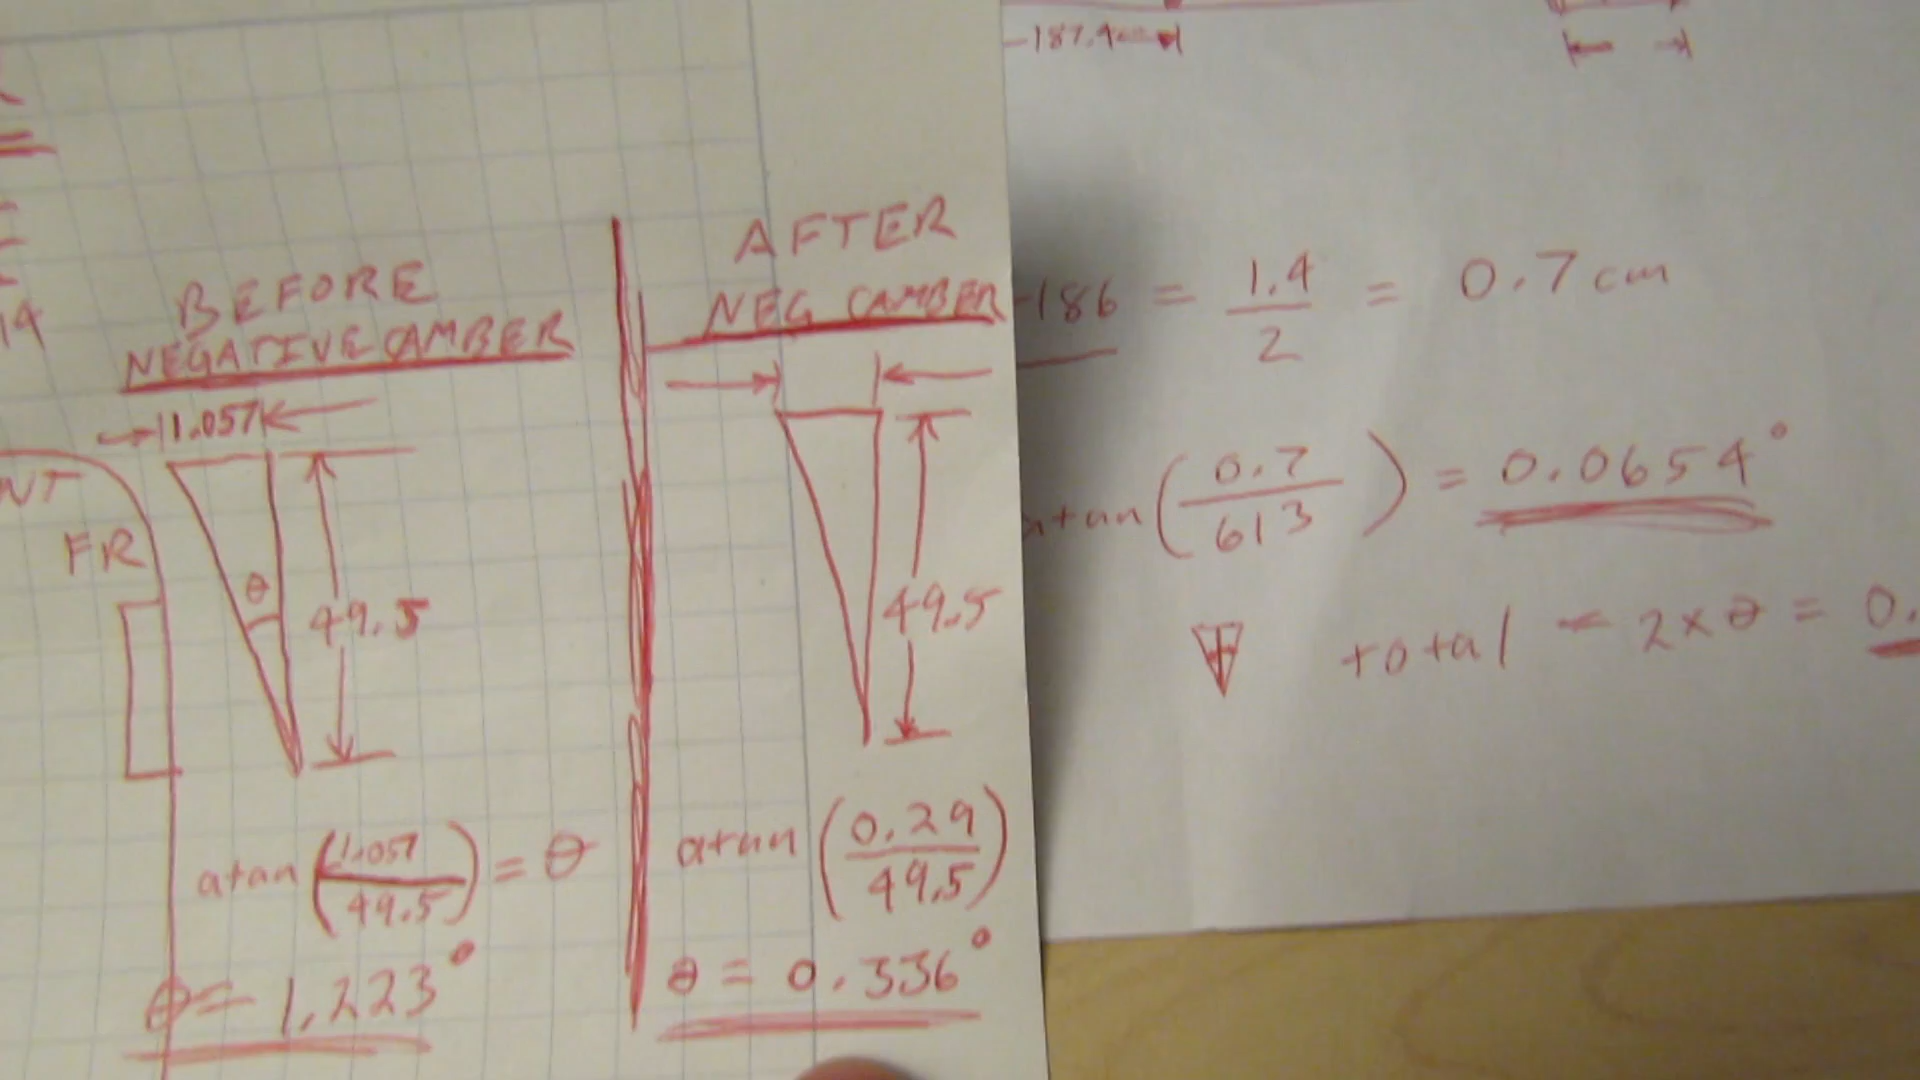 BEFORE
NEGATIVE CAMBER
1.057
FR
θ
49.5
atan (1.057 / 49.5) = θ
θ = 1.223°
AFTER
NEG CAMBER
49.5
atan (0.29 / 49.5)
θ = 0.336°
187.4cm
-186 = 1.4 / 2 = 0.7 cm
atan (0.7 / 613) = 0.0654°
total = 2 x θ = 0.